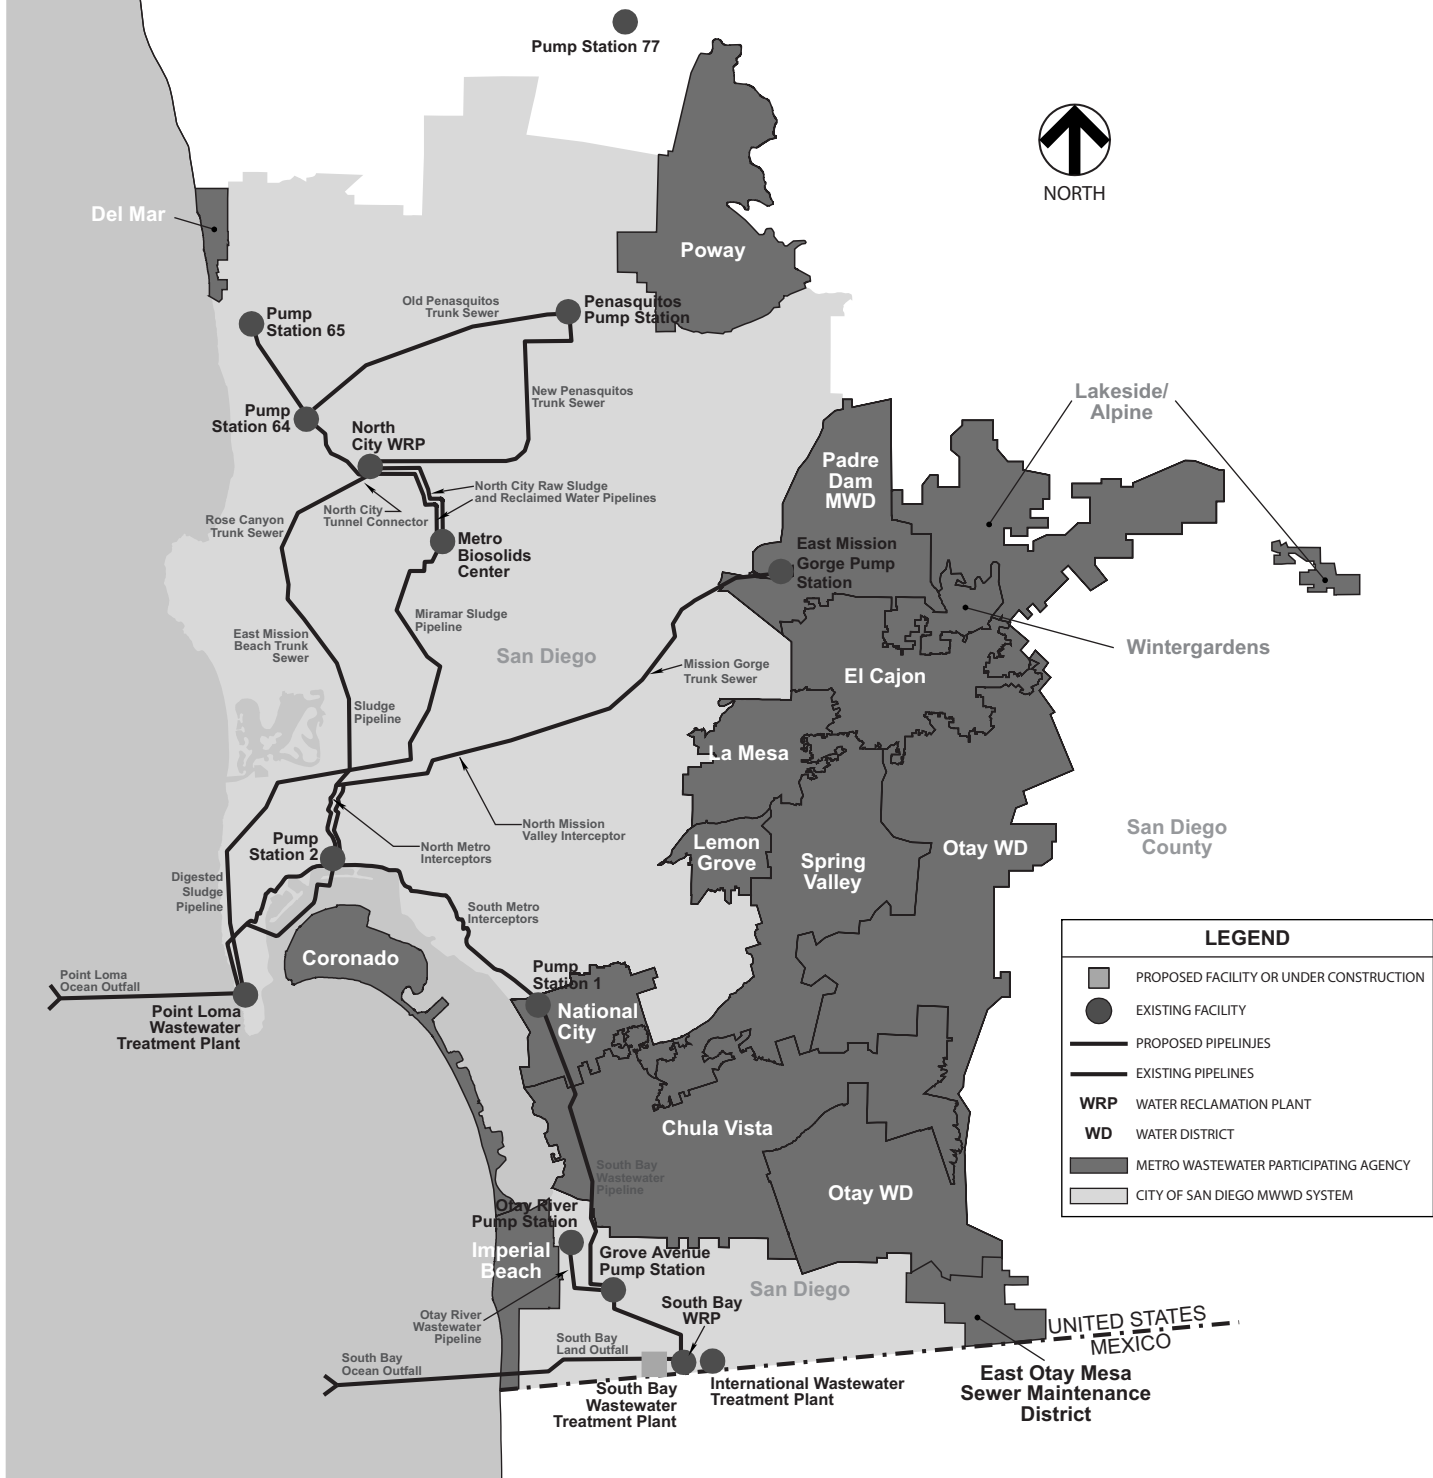 Pump Station 77
NORTH
Del Mar
Poway
Old Penasquitos
Trunk Sewer
Penasquitos
Pump Station
Pump
Station 65
New Penasquitos
Trunk Sewer
Lakeside/
Alpine
Pump
Station 64
North
City WRP
Padre
Dam
MWD
North City Raw Sludge
and Reclaimed Water Pipelines
North City
Tunnel Connector
Rose Canyon
Trunk Sewer
Metro
Biosolids
Center
East Mission
Gorge Pump
Station
Miramar Sludge
Pipeline
East Mission
Beach Trunk
Sewer
San Diego
Mission Gorge
Trunk Sewer
Wintergardens
El Cajon
Sludge
Pipeline
La Mesa
North Mission
Valley Interceptor
San Diego
County
Pump
Station 2
North Metro
Interceptors
Lemon
Grove
Spring
Valley
Otay WD
Digested
Sludge
Pipeline
South Metro
Interceptors
Coronado
Point Loma
Ocean Outfall
Pump
Station 1
National
City
Point Loma
Wastewater
Treatment Plant
LEGEND
PROPOSED FACILITY OR UNDER CONSTRUCTION
EXISTING FACILITY
PROPOSED PIPELINJES
EXISTING PIPELINES
WRP WATER RECLAMATION PLANT
WD WATER DISTRICT
METRO WASTEWATER PARTICIPATING AGENCY
CITY OF SAN DIEGO MWWD SYSTEM
Chula Vista
South Bay
Wastewater
Pipeline
Otay WD
Otay River
Pump Station
Imperial
Beach
Grove Avenue
Pump Station
San Diego
South Bay
WRP
Otay River
Wastewater
Pipeline
South Bay
Land Outfall
South Bay
Ocean Outfall
UNITED STATES
MEXICO
South Bay
Wastewater
Treatment Plant
International Wastewater
Treatment Plant
East Otay Mesa
Sewer Maintenance
District